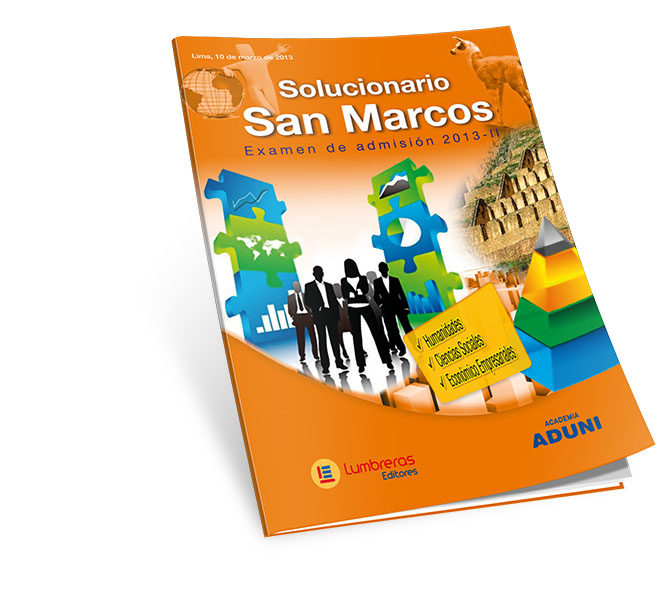 Lima, 10 de marzo de 2013
Solucionario
San Marcos
Examen de admisión 2013-II
✓ Humanidades
✓ Ciencias Sociales
✓ Económico Empresariales
ACADEMIA
ADUNI
Lumbreras
Editores